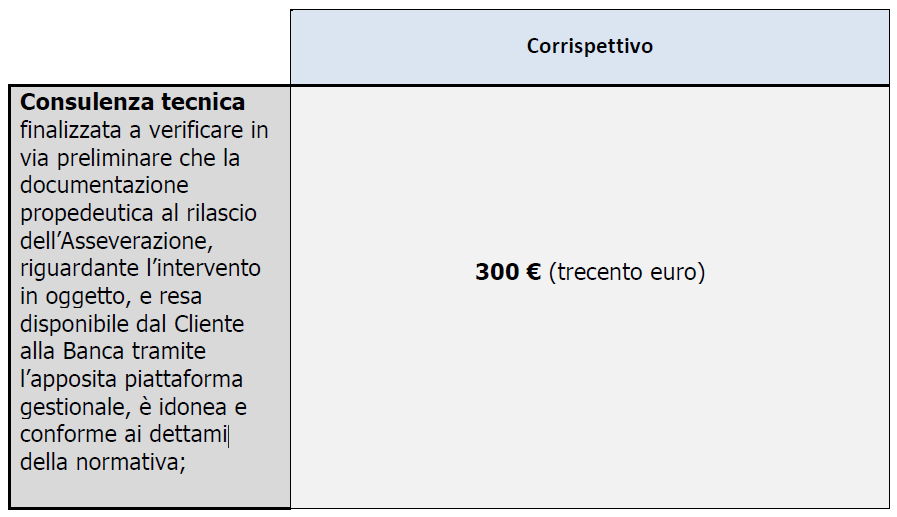 Corrispettivo
Consulenza tecnica
finalizzata a verificare in
via preliminare che la
documentazione
propedeutica al rilascio
dell’Asseverazione,
riguardante l’intervento
in oggetto, e resa
disponibile dal Cliente
alla Banca tramite
l’apposita piattaforma
gestionale, è idonea e
conforme ai dettami
della normativa;
300 € (trecento euro)